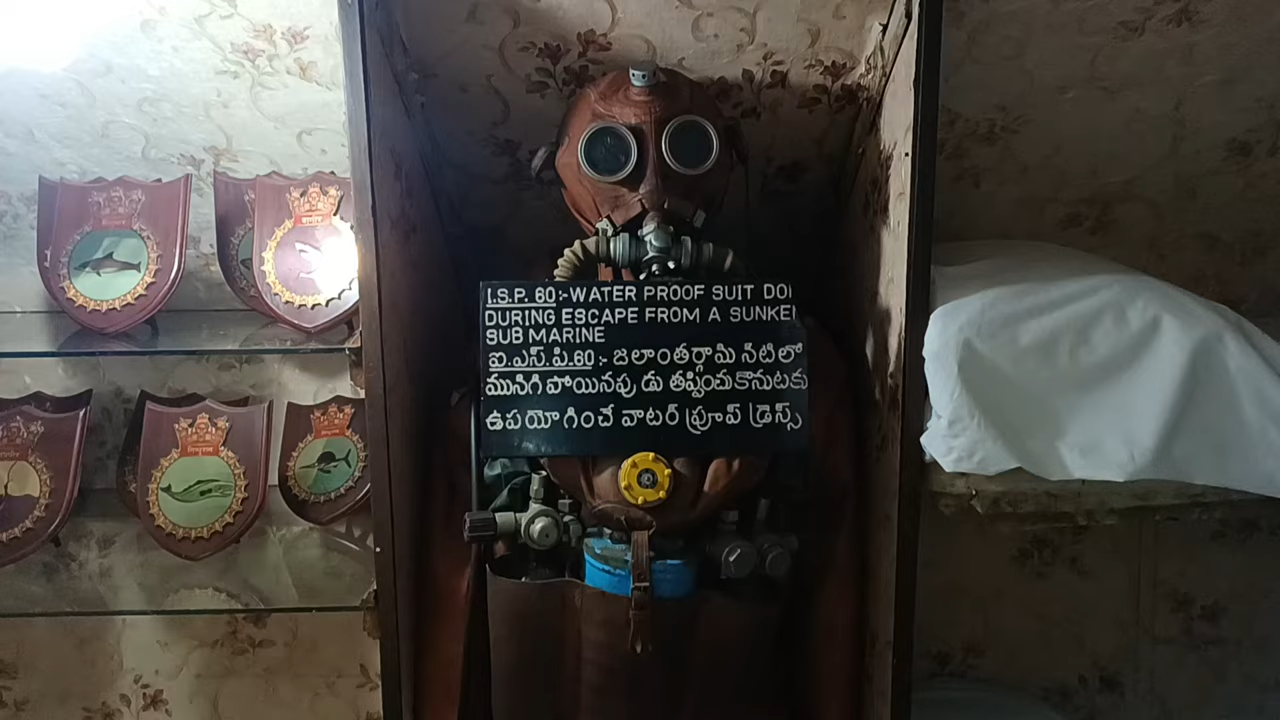 I.S.P. 60:-WATER PROOF SUIT
DURING ESCAPE FROM A
SUB MARINE
ఐ.ఎస్.పి.60:- జలాంతర్గామి నీటిలో
మునిగి పోయినపు డు తప్పించుకొనుటకు
ఉపయోగించే వాటర్ ప్రూప్ డ్రెస్స్